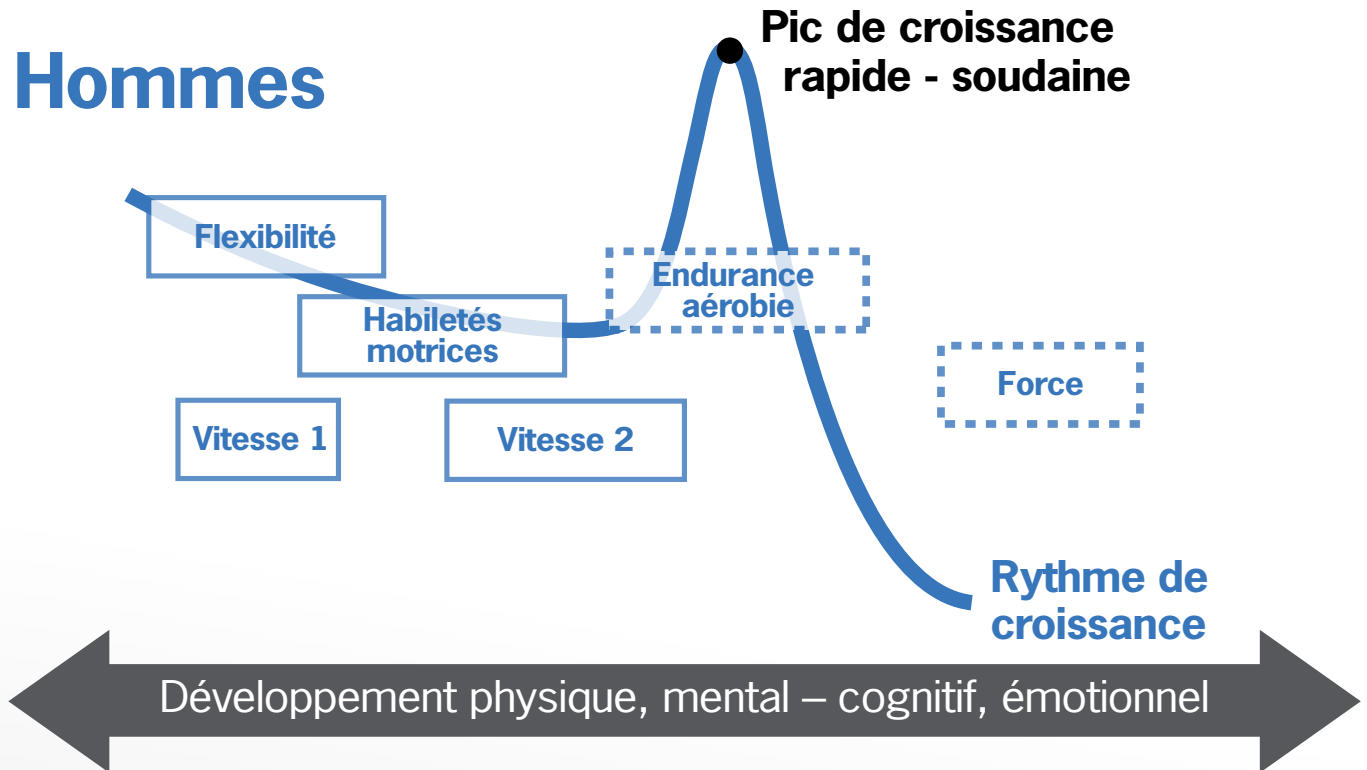 Pic de croissance
rapide - soudaine
Hommes
Flexibilité
Endurance
aérobie
Habiletés
motrices
Force
Vitesse 1
Vitesse 2
Rythme de
croissance
Développement physique, mental – cognitif, émotionnel